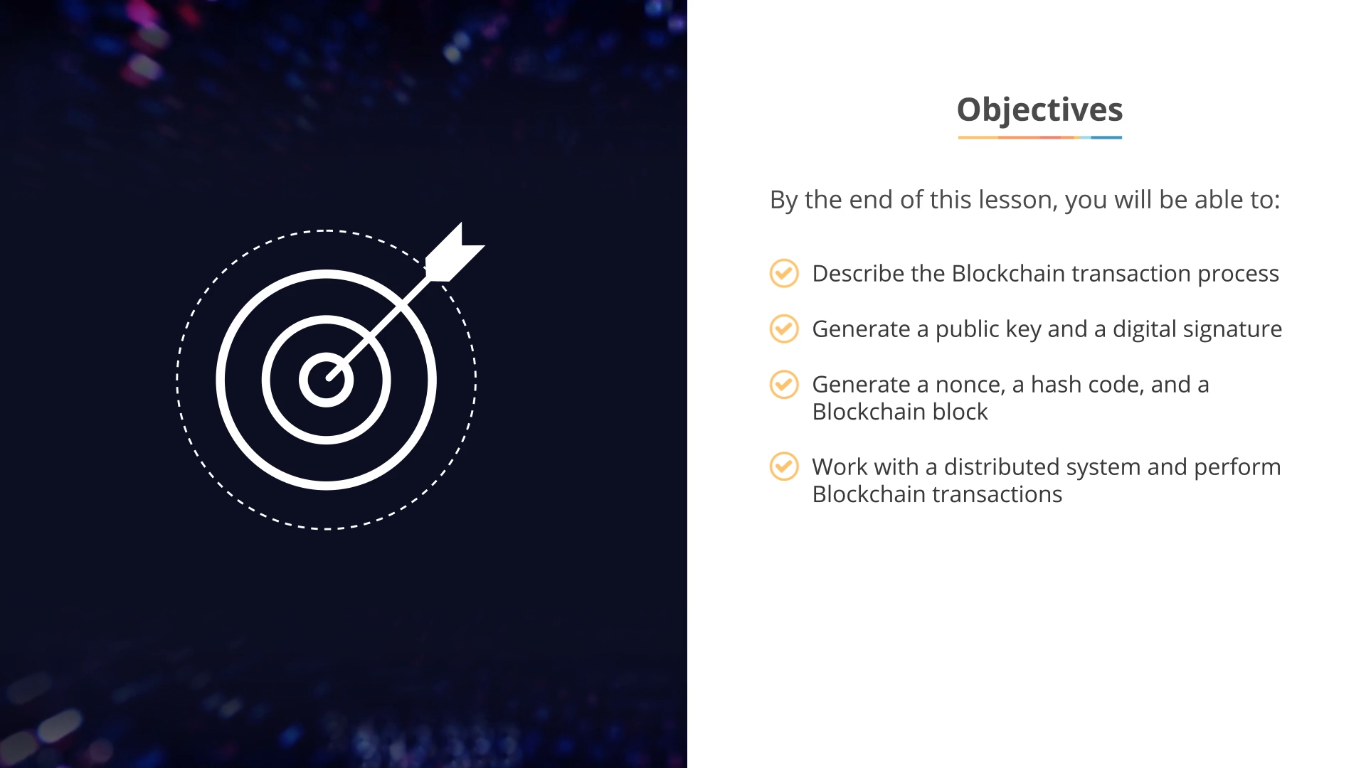 Objectives
By the end of this lesson, you will be able to:
Describe the Blockchain transaction process
Generate a public key and a digital signature
Generate a nonce, a hash code, and a
Blockchain block
Work with a distributed system and perform
Blockchain transactions